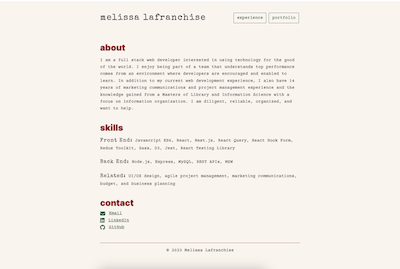 melissa lafranchise
experience
portfolio
about
I am a full stack web developer interested in using technology for the good
of the world. I enjoy being part of a team that understands top performance
comes from an environment where developers are encouraged and enabled to
learn. In addition to my current web development experience, I also have 14
years of marketing communications and project management experience and the
knowledge gained from a Masters of Library and Information Science with a
focus on information organization. I am diligent, reliable, organized, and
want to help.
skills
Front End: Javascript ES6, React, Next.js, React Query, React Hook Form,
Redux Toolkit, Sass, D3, Jest, React Testing Library
Back End: Node.js, Express, MySQL, REST APIs,
Related: UI/UX design, agile project management, marketing communications,
budget, and business planning
contact
Email
LinkedIn
GitHub
© 2023 Melissa Lafranchise